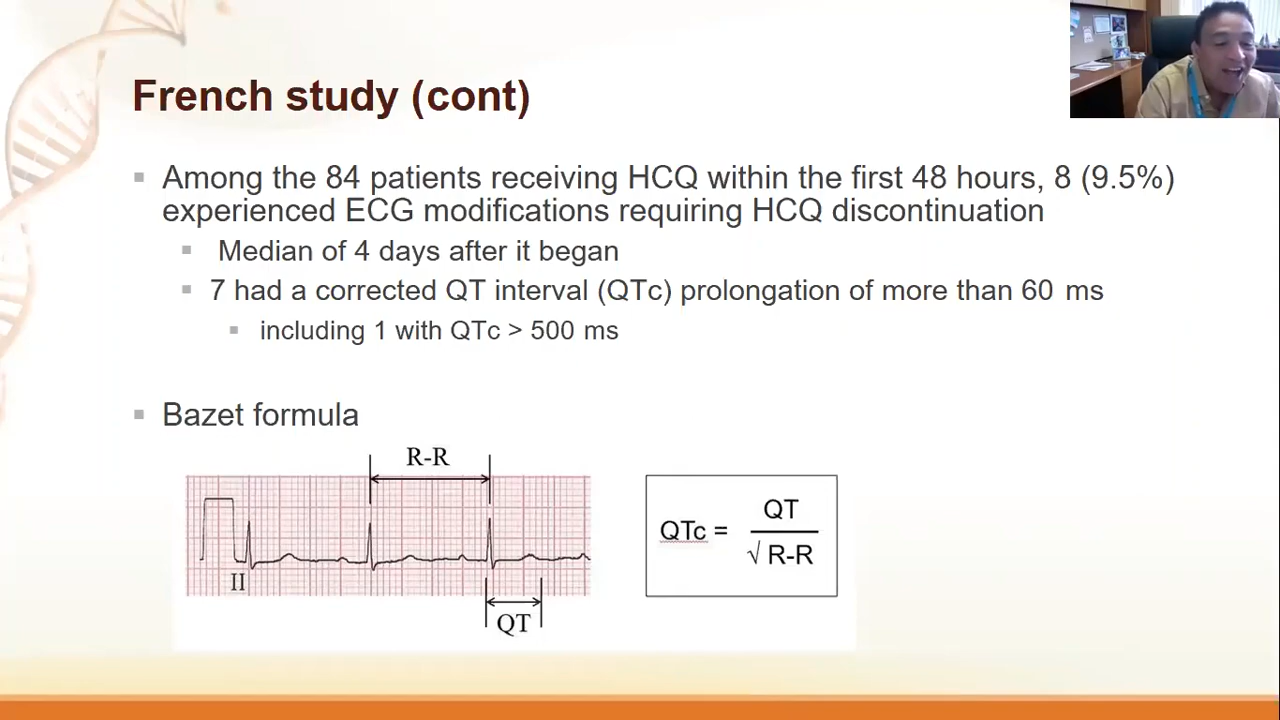 French study (cont)
Among the 84 patients receiving HCQ within the first 48 hours, 8 (9.5%)
experienced ECG modifications requiring HCQ discontinuation
Median of 4 days after it began
7 had a corrected QT interval (QTc) prolongation of more than 60 ms
including 1 with QTc > 500 ms
Bazet formula
R-R
II
QT
QTc =
QT
√ R-R